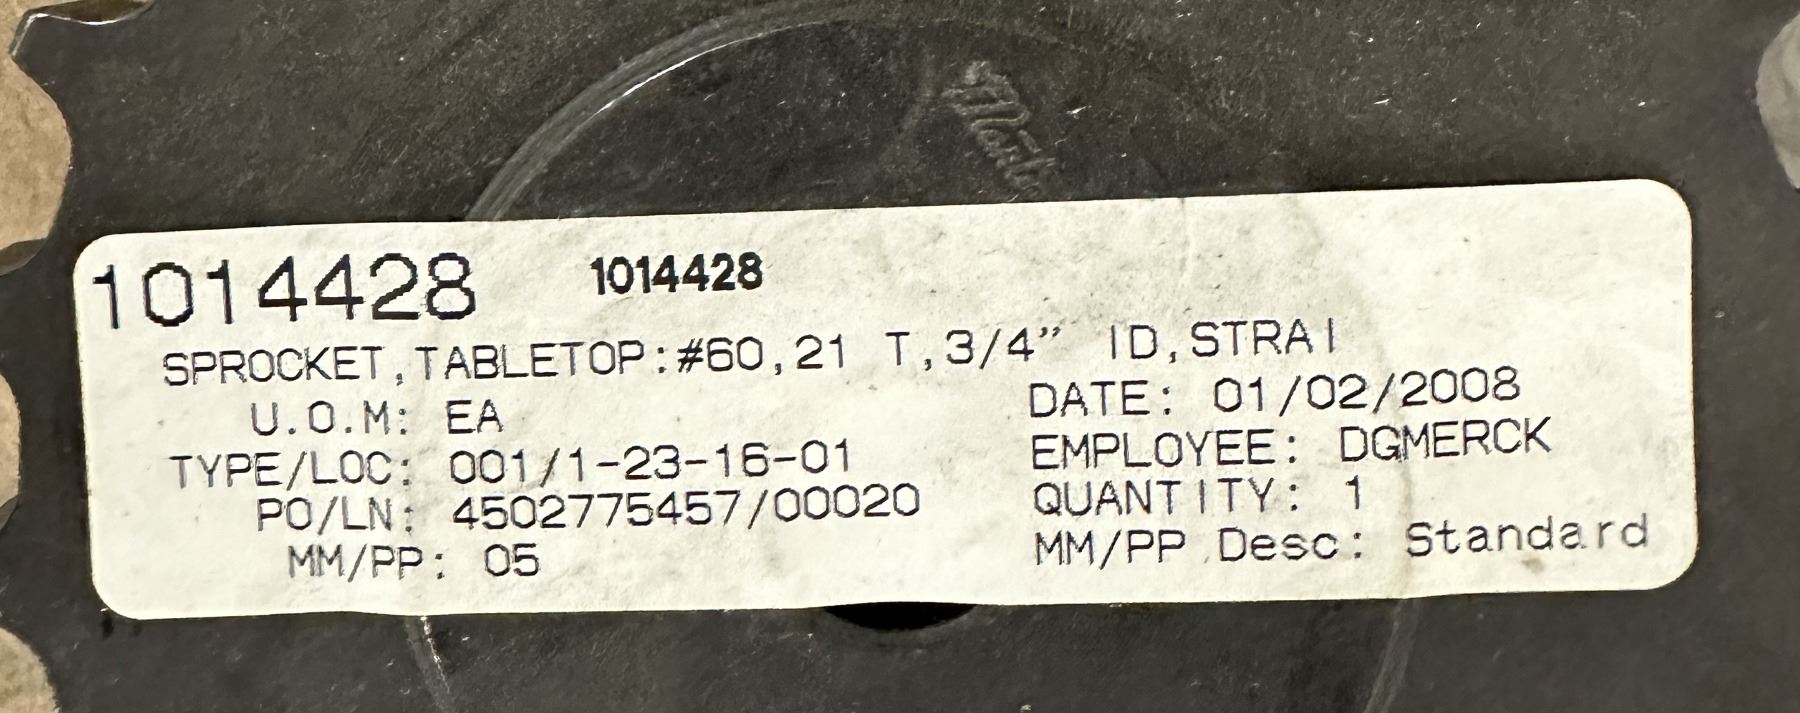 1014428 1014428
SPROCKET,TABLETOP:#60,21 T,3/4” ID,STRAI
U.O.M: EA
DATE: 01/02/2008
TYPE/LOC: 001/1-23-16-01
EMPLOYEE: DGMERCK
PO/LN: 4502775457/00020
QUANTITY: 1
MM/PP: 05
MM/PP Desc: Standard